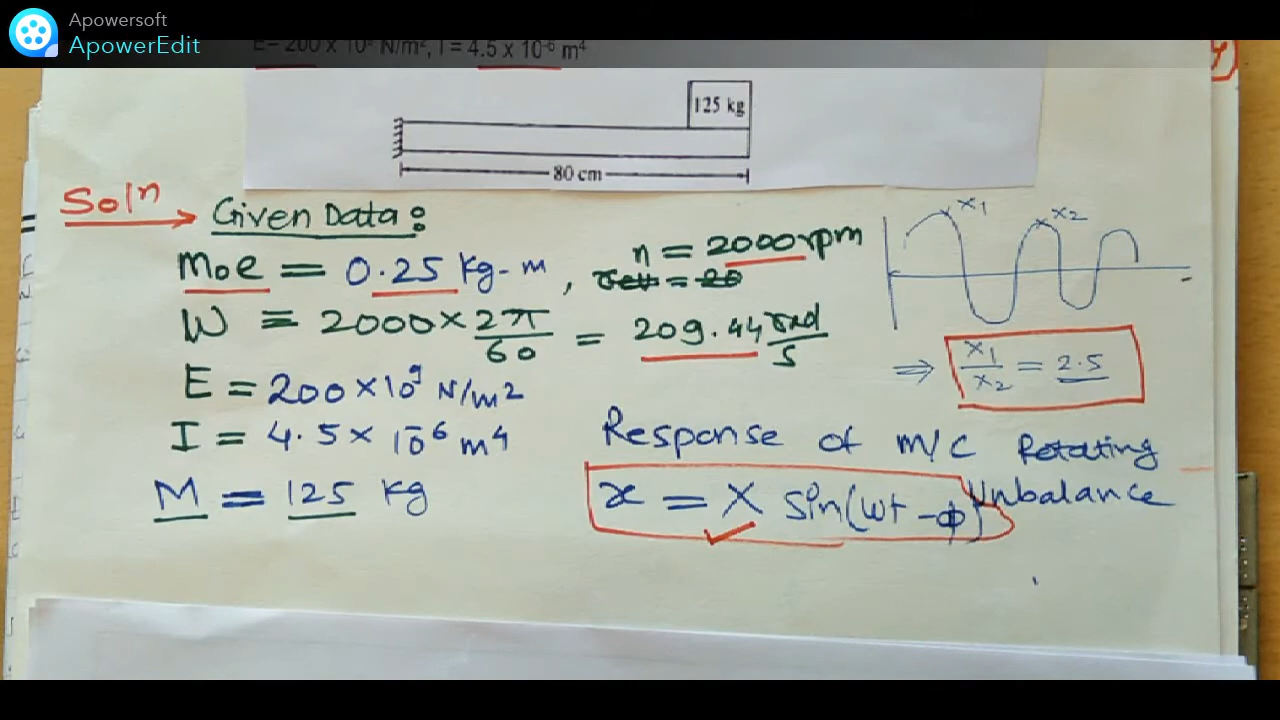 Apowersoft
ApowerEdit
E= 200 x 10⁹ N/m², I = 4.5 x 10⁻⁶ m⁴
125 kg
80 cm
Solⁿ → Given Data:
m₀e = 0.25 kg-m, n = 2000 rpm
W = 2000 × 2π/60 = 209.44 rad/s
E = 200 × 10⁹ N/m²
I = 4.5 × 10⁻⁶ m⁴
M = 125 kg
x₁ x₂
⇒ x₁/x₂ = 2.5
Response of m/c Rotating
Unbalance
x = X sin(wt - φ)